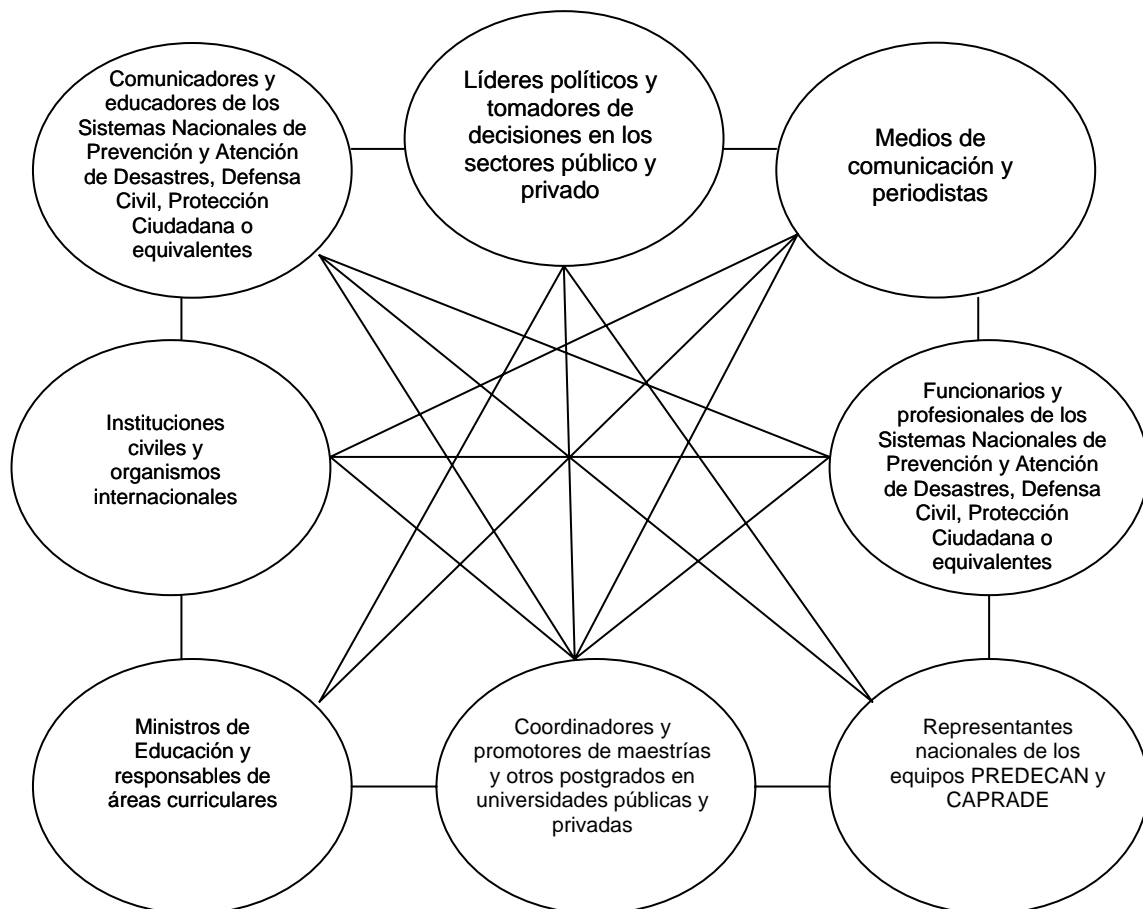 Comunicadores y
educadores de los
Sistemas Nacionales de
Prevención y Atención
de Desastres, Defensa
Civil, Protección
Ciudadana o
equivalentes
Líderes políticos y
tomadores de
decisiones en los
sectores público y
privado
Medios de
comunicación y
periodistas
Instituciones
civiles y
organismos
internacionales
Funcionarios y
profesionales de los
Sistemas Nacionales de
Prevención y Atención
de Desastres, Defensa
Civil, Protección
Ciudadana o
equivalentes
Ministros de
Educación y
responsables de
áreas curriculares
Coordinadores y
promotores de maestrías
y otros postgrados en
universidades públicas y
privadas
Representantes
nacionales de los
equipos PREDECAN y
CAPRADE